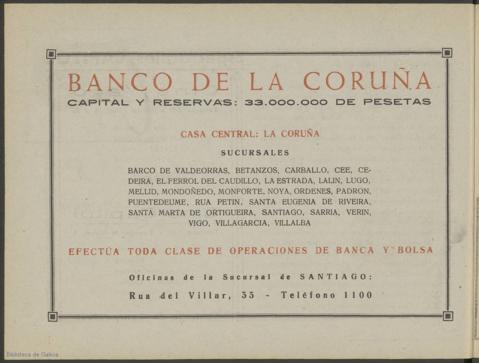 BANCO DE LA CORUÑA
CAPITAL Y RESERVAS: 33.000.000 DE PESETAS
CASA CENTRAL: LA CORUÑA
SUCURSALES
BARCO DE VALDEORRAS, BETANZOS, CARBALLO, CEE, CE-
DEIRA, EL FERROL DEL CAUDILLO, LA ESTRADA, LALIN, LUGO,
MELLID, MONDOÑEDO, MONFORTE, NOYA, ORDENES, PADRON,
PUENTEDEUME, RUA PETIN, SANTA EUGENIA DE RIVEIRA,
SANTA MARTA DE ORTIGUEIRA, SANTIAGO, SARRIA, VERIN,
VIGO, VILLAGARCIA, VILLALBA
EFECTÚA TODA CLASE DE OPERACIONES DE BANCA Y BOLSA
Oficinas de la Sucursal de SANTIAGO:
Rua del Villar, 35 - Teléfono 1100
Biblioteca de Galicia